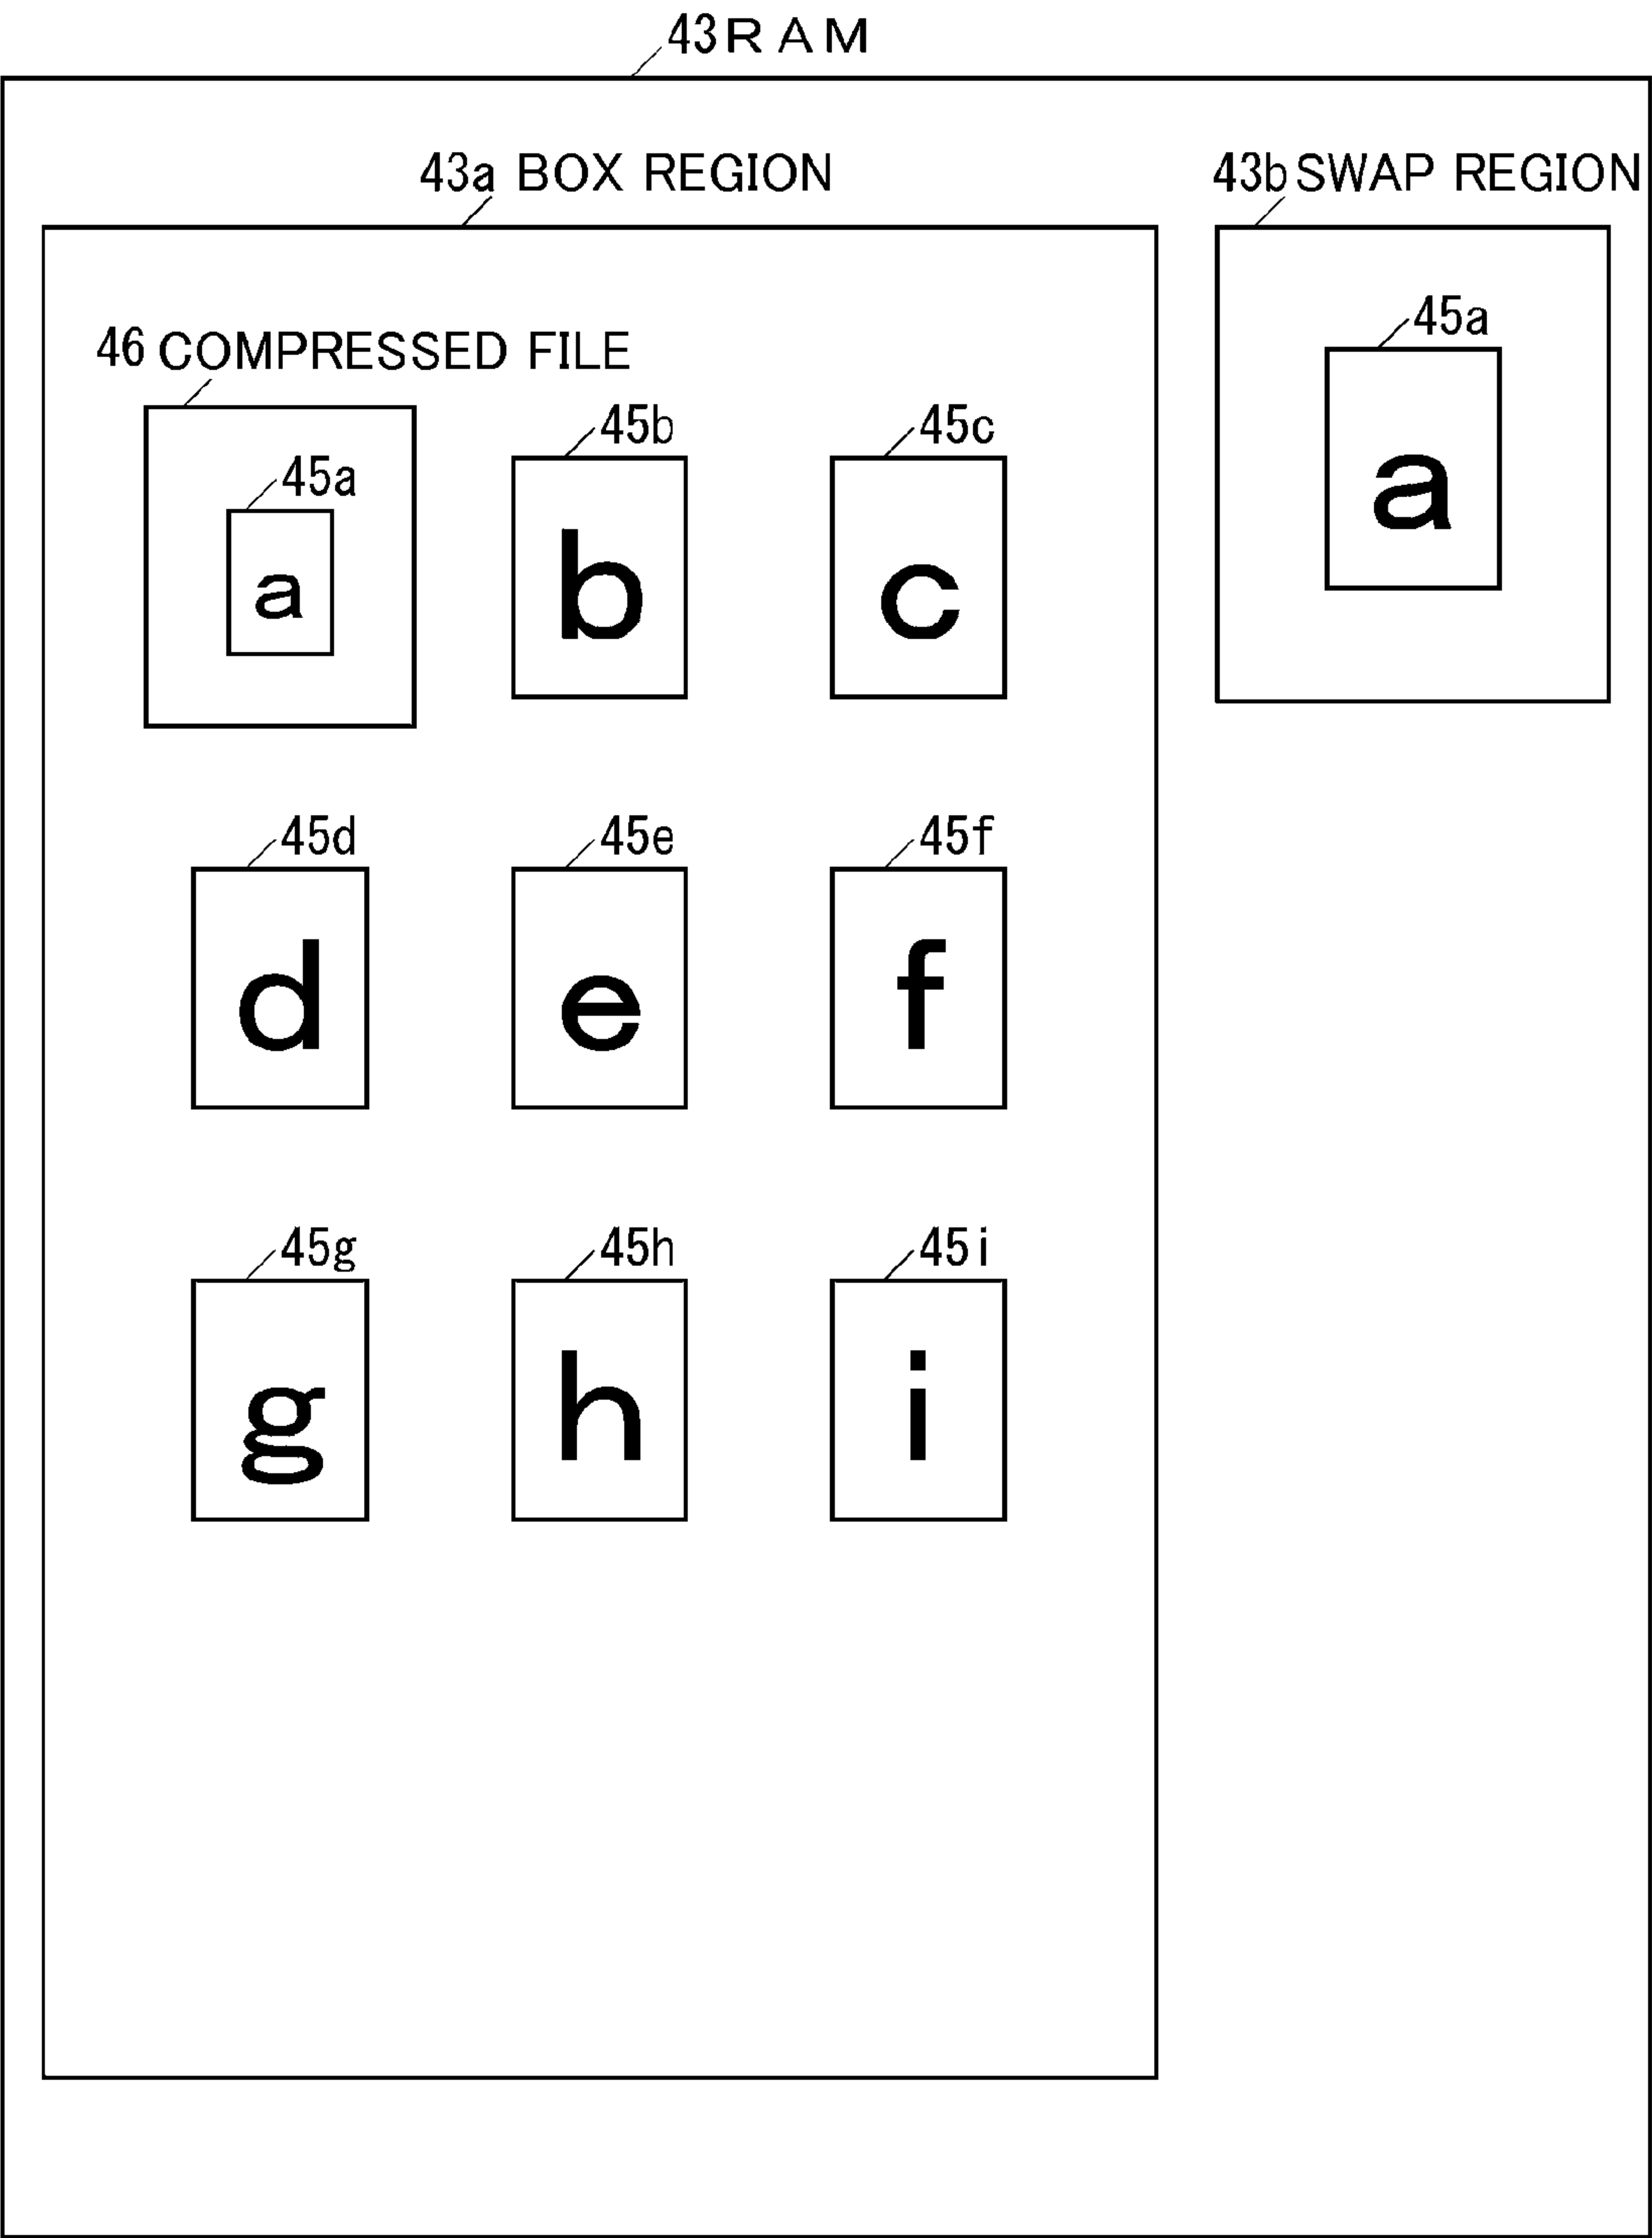 43 RAM
43a BOX REGION
43b SWAP REGION
46 COMPRESSED FILE
45a
a
45b
b
45c
c
45a
a
45d
d
45e
e
45f
f
45g
g
45h
h
45i
i